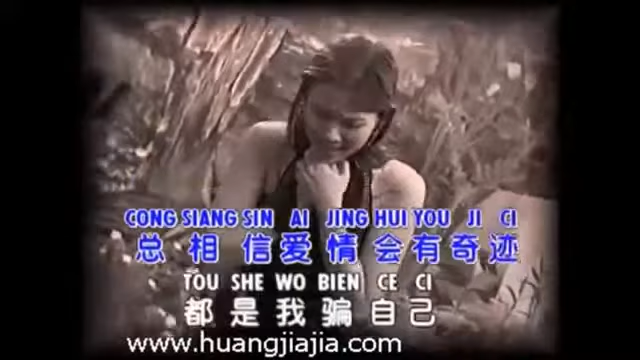 CONG SIANG SIN AI JING HUI YOU JI CI
总相信爱情会有奇迹
TOU SHE WO BIEN CE CI
都是我骗自己
www.huangjiajia.com